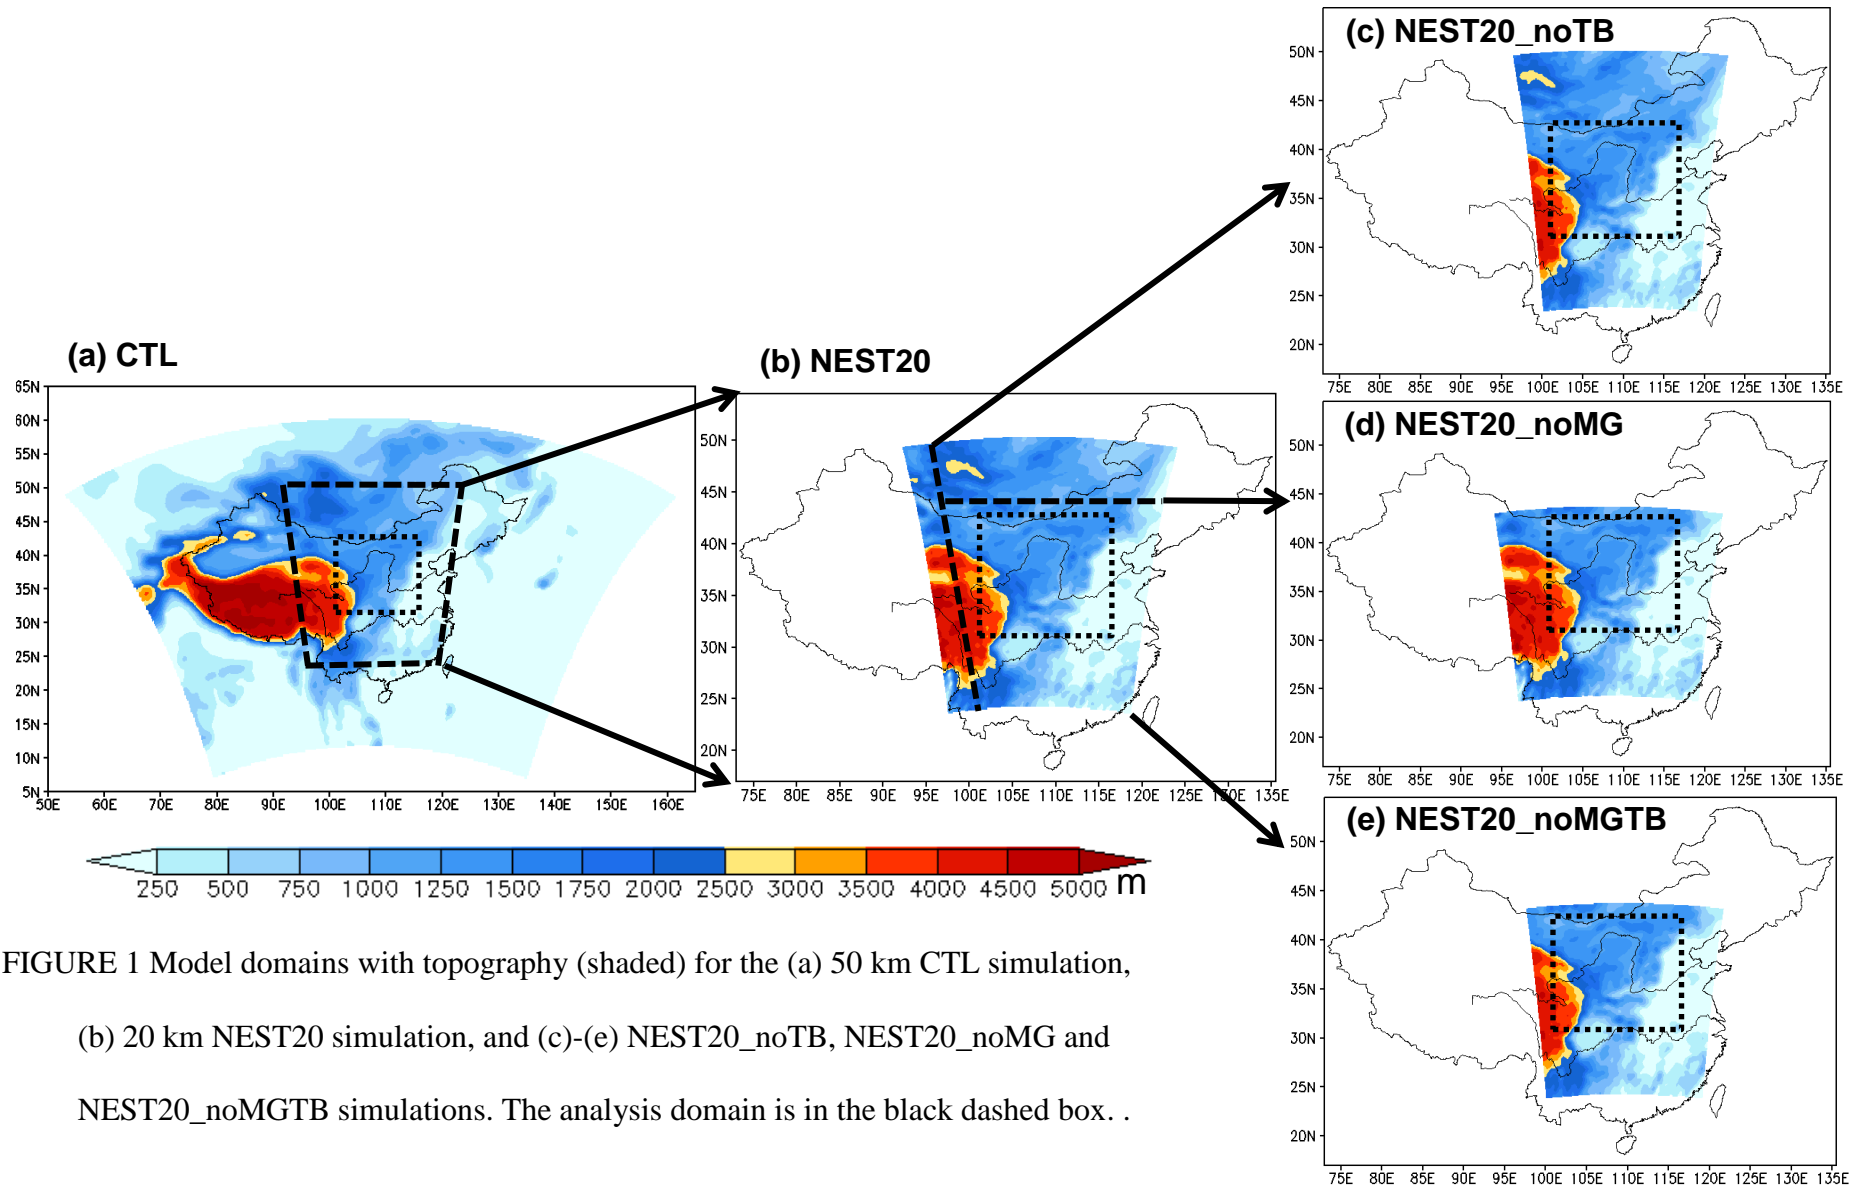 (c) NEST20_noTB
50N
45N
40N
35N
30N
25N
20N
75E 80E 85E 90E 95E 100E 105E 110E 115E 120E 125E 130E 135E
(a) CTL
65N
60N
55N
50N
45N
40N
35N
30N
25N
20N
15N
10N
5N
50E 60E 70E 80E 90E 100E 110E 120E 130E 140E 150E 160E
(b) NEST20
50N
45N
40N
35N
30N
25N
20N
75E 80E 85E 90E 95E 100E 105E 110E 115E 120E 125E 130E 135E
(d) NEST20_noMG
50N
45N
40N
35N
30N
25N
20N
75E 80E 85E 90E 95E 100E 105E 110E 115E 120E 125E 130E 135E
(e) NEST20_noMGTB
50N
45N
40N
35N
30N
25N
20N
75E 80E 85E 90E 95E 100E 105E 110E 115E 120E 125E 130E 135E
250 500 750 1000 1250 1500 1750 2000 2500 3000 3500 4000 4500 5000 m
FIGURE 1 Model domains with topography (shaded) for the (a) 50 km CTL simulation,
(b) 20 km NEST20 simulation, and (c)-(e) NEST20_noTB, NEST20_noMG and
NEST20_noMGTB simulations. The analysis domain is in the black dashed box. .